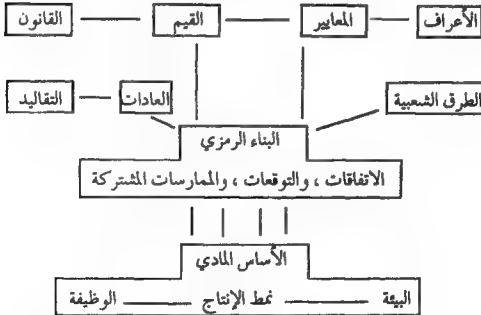 الأعراف المعايير القيم القانون
الطرق الشعبية العادات التقاليد
البناء الرمزي
الاتفاقات ، والتوقعات ، والممارسات المشتركة
الأساس المادي
البيئة نمط الإنتاج الوظيفة